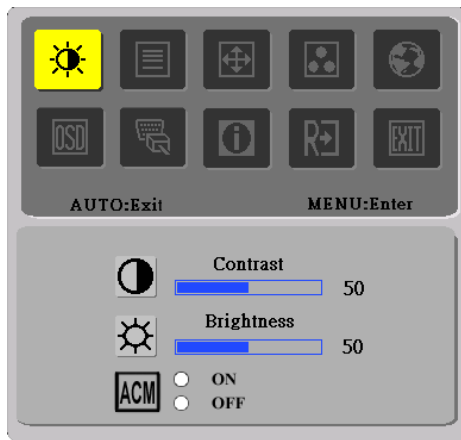 OSD
i
R
EXIT
AUTO:Exit MENU:Enter
Contrast
50
Brightness
50
ACM ON
OFF